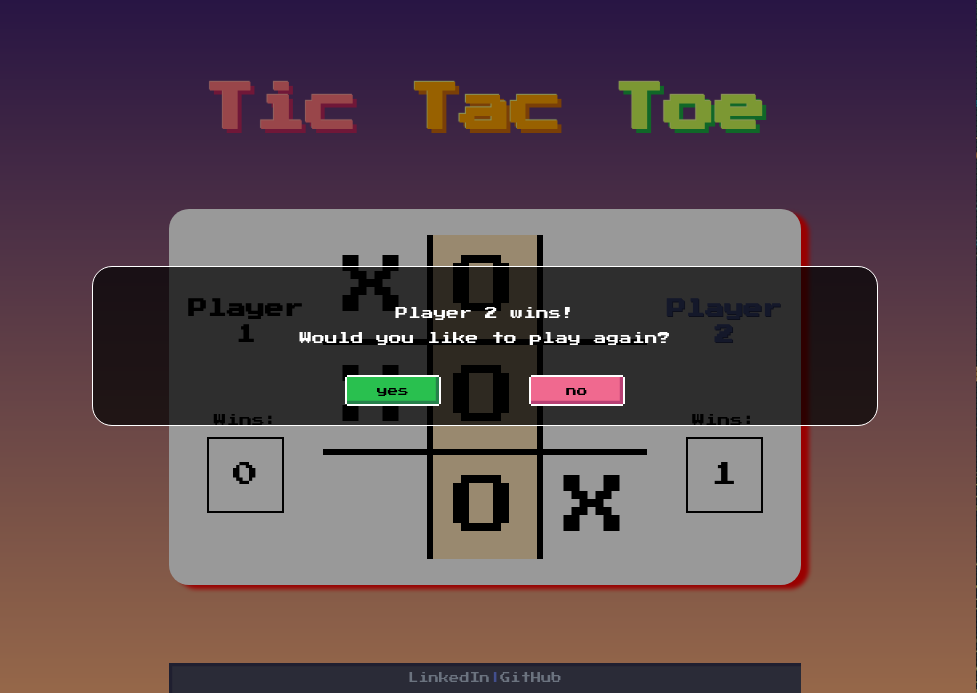 Tic Tac Toe
X O
Player 1
Player 2
Player 2 wins!
Would you like to play again?
X O
yes no
Wins:
0
Wins:
1
O X
LinkedIn|GitHub